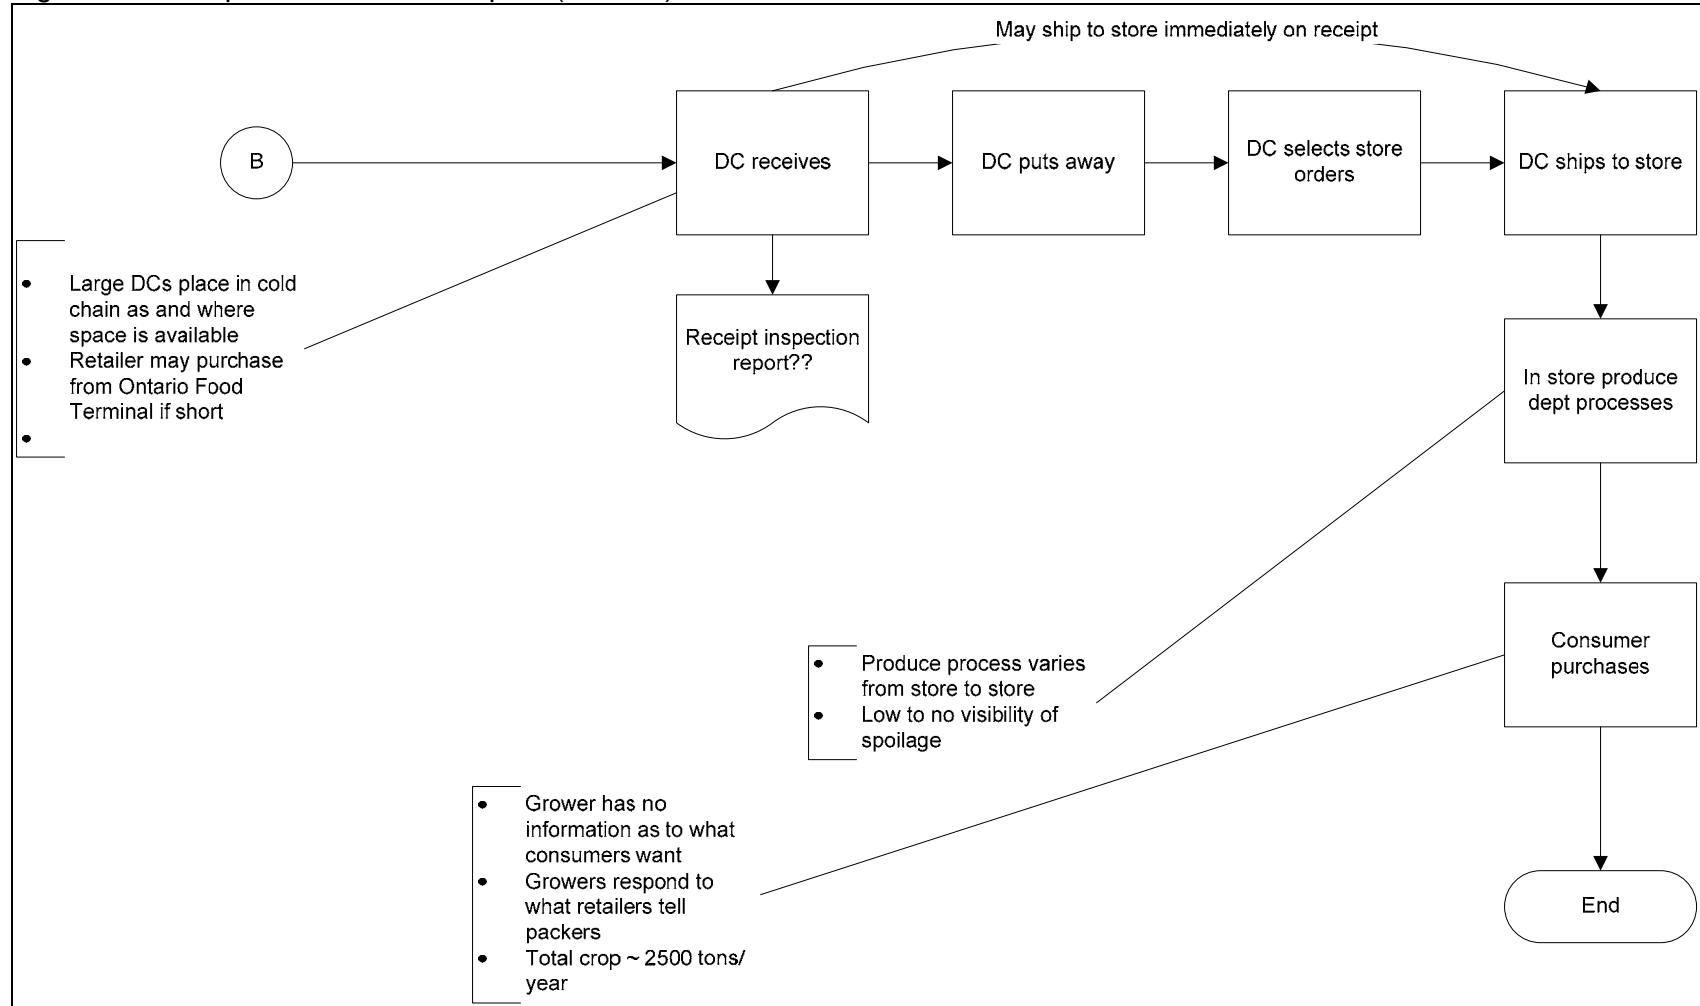 May ship to store immediately on receipt
B
DC receives
DC puts away
DC selects store
orders
DC ships to store
• Large DCs place in cold
chain as and where
space is available
• Retailer may purchase
from Ontario Food
Terminal if short
•
Receipt inspection
report??
In store produce
dept processes
• Produce process varies
from store to store
• Low to no visibility of
spoilage
Consumer
purchases
• Grower has no
information as to what
consumers want
• Growers respond to
what retailers tell
packers
• Total crop ~ 2500 tons/
year
End